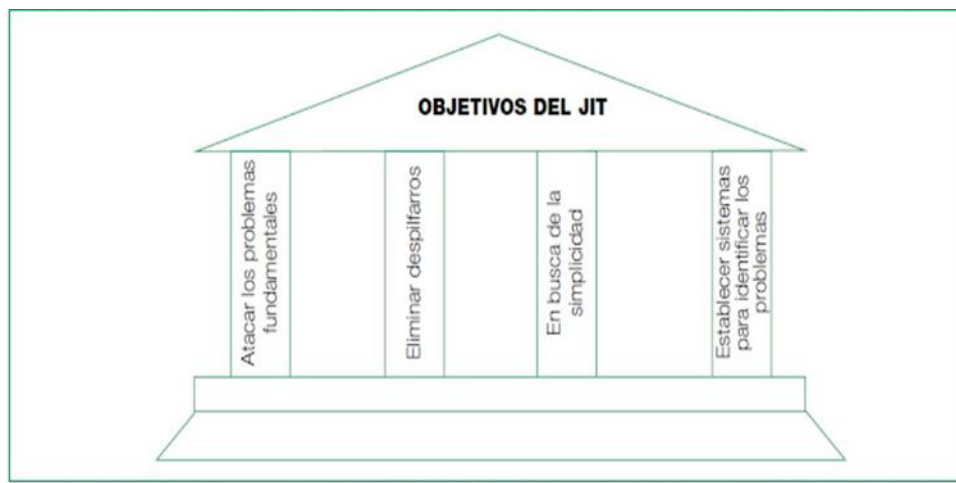 OBJETIVOS DEL JIT
Atacar los problemas
fundamentales
Eliminar despilfarros
En busca de la
simplicidad
Establecer sistemas
para identificar los
problemas